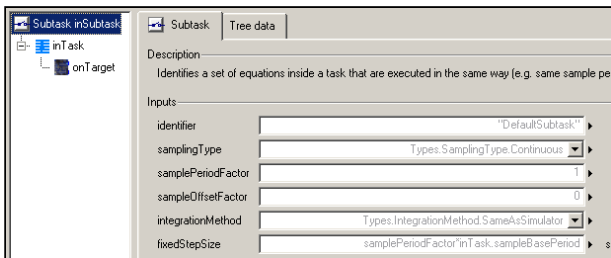 Subtask inSubtask
inTask
onTarget
Subtask
Tree data
Description
Identifies a set of equations inside a task that are executed in the same way (e.g. same sample pe
Inputs
identifier "DefaultSubtask"
samplingType Types.SamplingType.Continuous
samplePeriodFactor 1
sampleOffsetFactor 0
integrationMethod Types.IntegrationMethod.SameAsSimulator
fixedStepSize samplePeriodFactor*inTask.sampleBasePeriod s